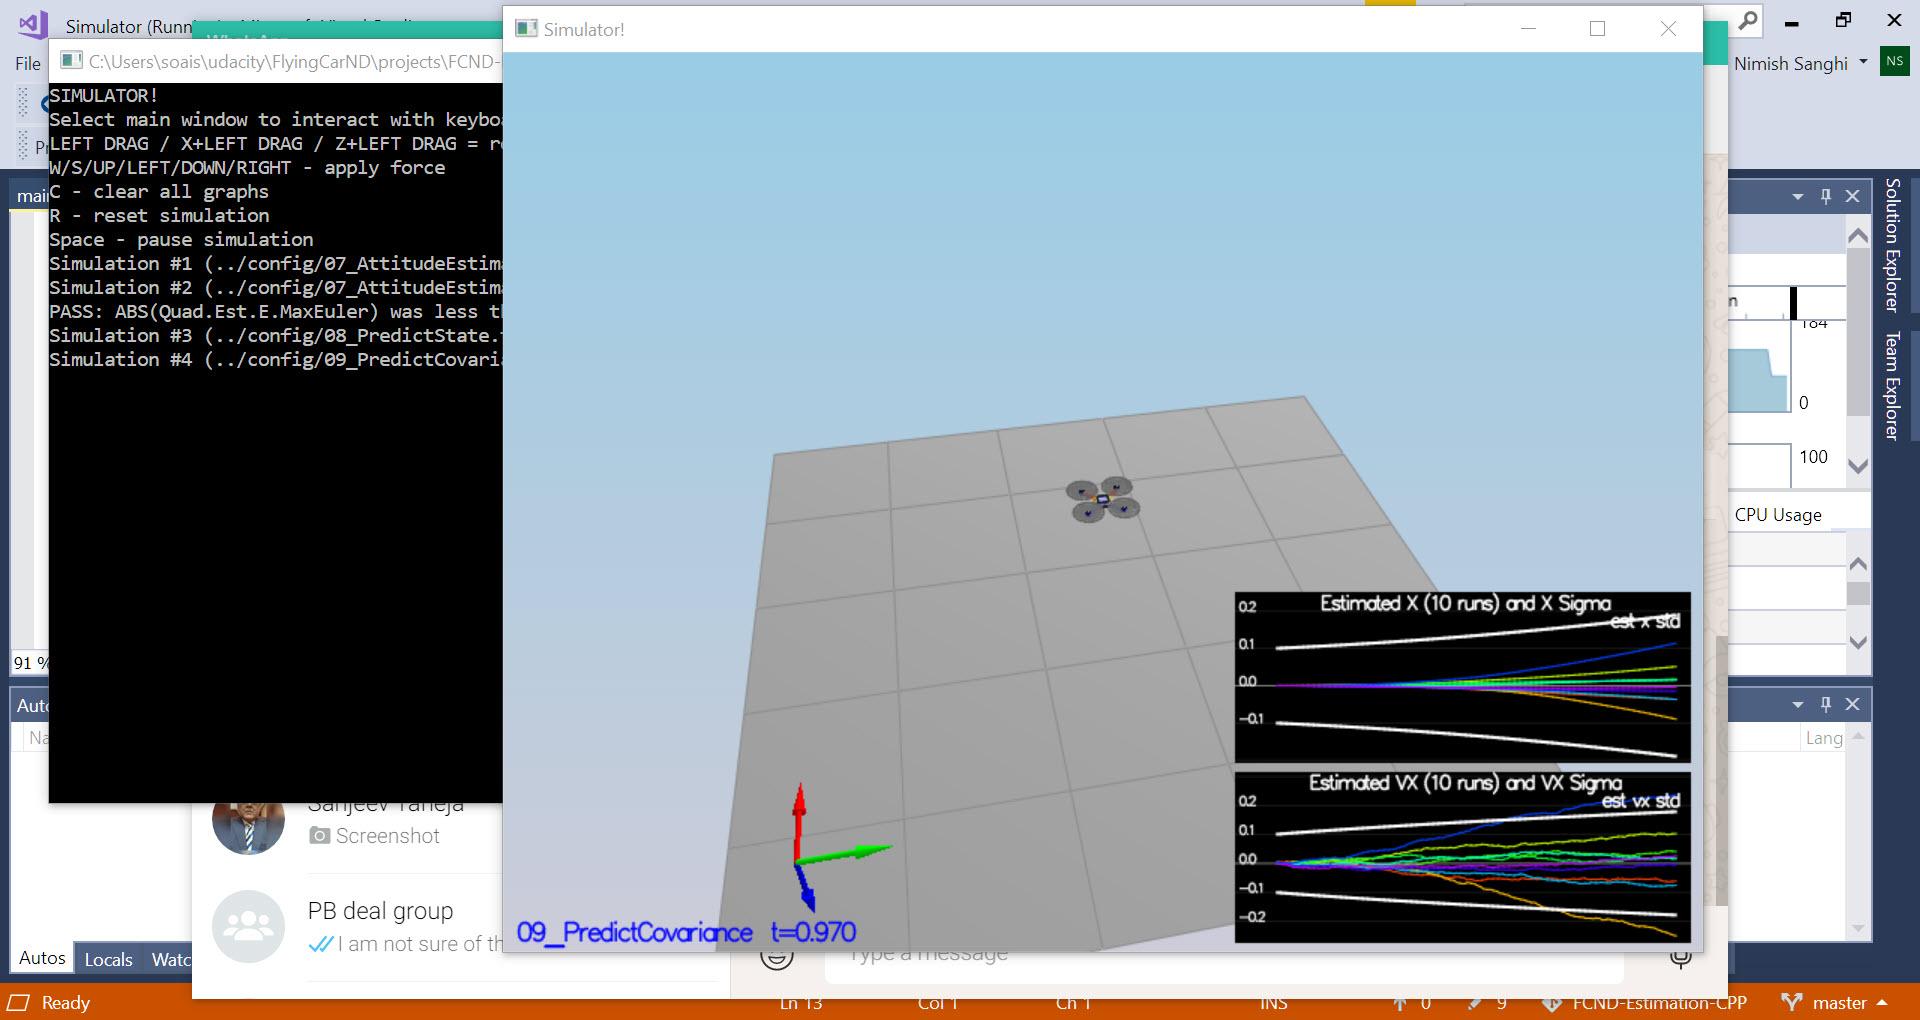 Simulator (Runn
File
Nimish Sanghi
NS
C:\Users\soais\udacity\FlyingCarND\projects\FCND-
Simulator!
SIMULATOR!
Select main window to interact with keyboa
LEFT DRAG / X+LEFT DRAG / Z+LEFT DRAG = r
W/S/UP/LEFT/DOWN/RIGHT - apply force
C - clear all graphs
R - reset simulation
Space - pause simulation
Simulation #1 (../config/07_AttitudeEstima
Simulation #2 (../config/07_AttitudeEstima
PASS: ABS(Quad.Est.E.MaxEuler) was less th
Simulation #3 (../config/08_PredictState.
Simulation #4 (../config/09_PredictCovaria
mai
91 %
Auto
Na
Solution Explorer
Team Explorer
184
0
100
CPU Usage
Lang
Estimated X (10 runs) and X Sigma
est x std
0.2
0.1
0.0
-0.1
Estimated VX (10 runs) and VX Sigma
est vx std
0.2
0.1
0.0
-0.1
-0.2
09_PredictCovariance t=0.970
Sanjeev Taneja
Screenshot
PB deal group
I am not sure of th
Type a message
Autos
Locals
Watc
Ready
Ln 13
Col 1
Ch 1
INS
0
9
FCND-Estimation-CPP
master